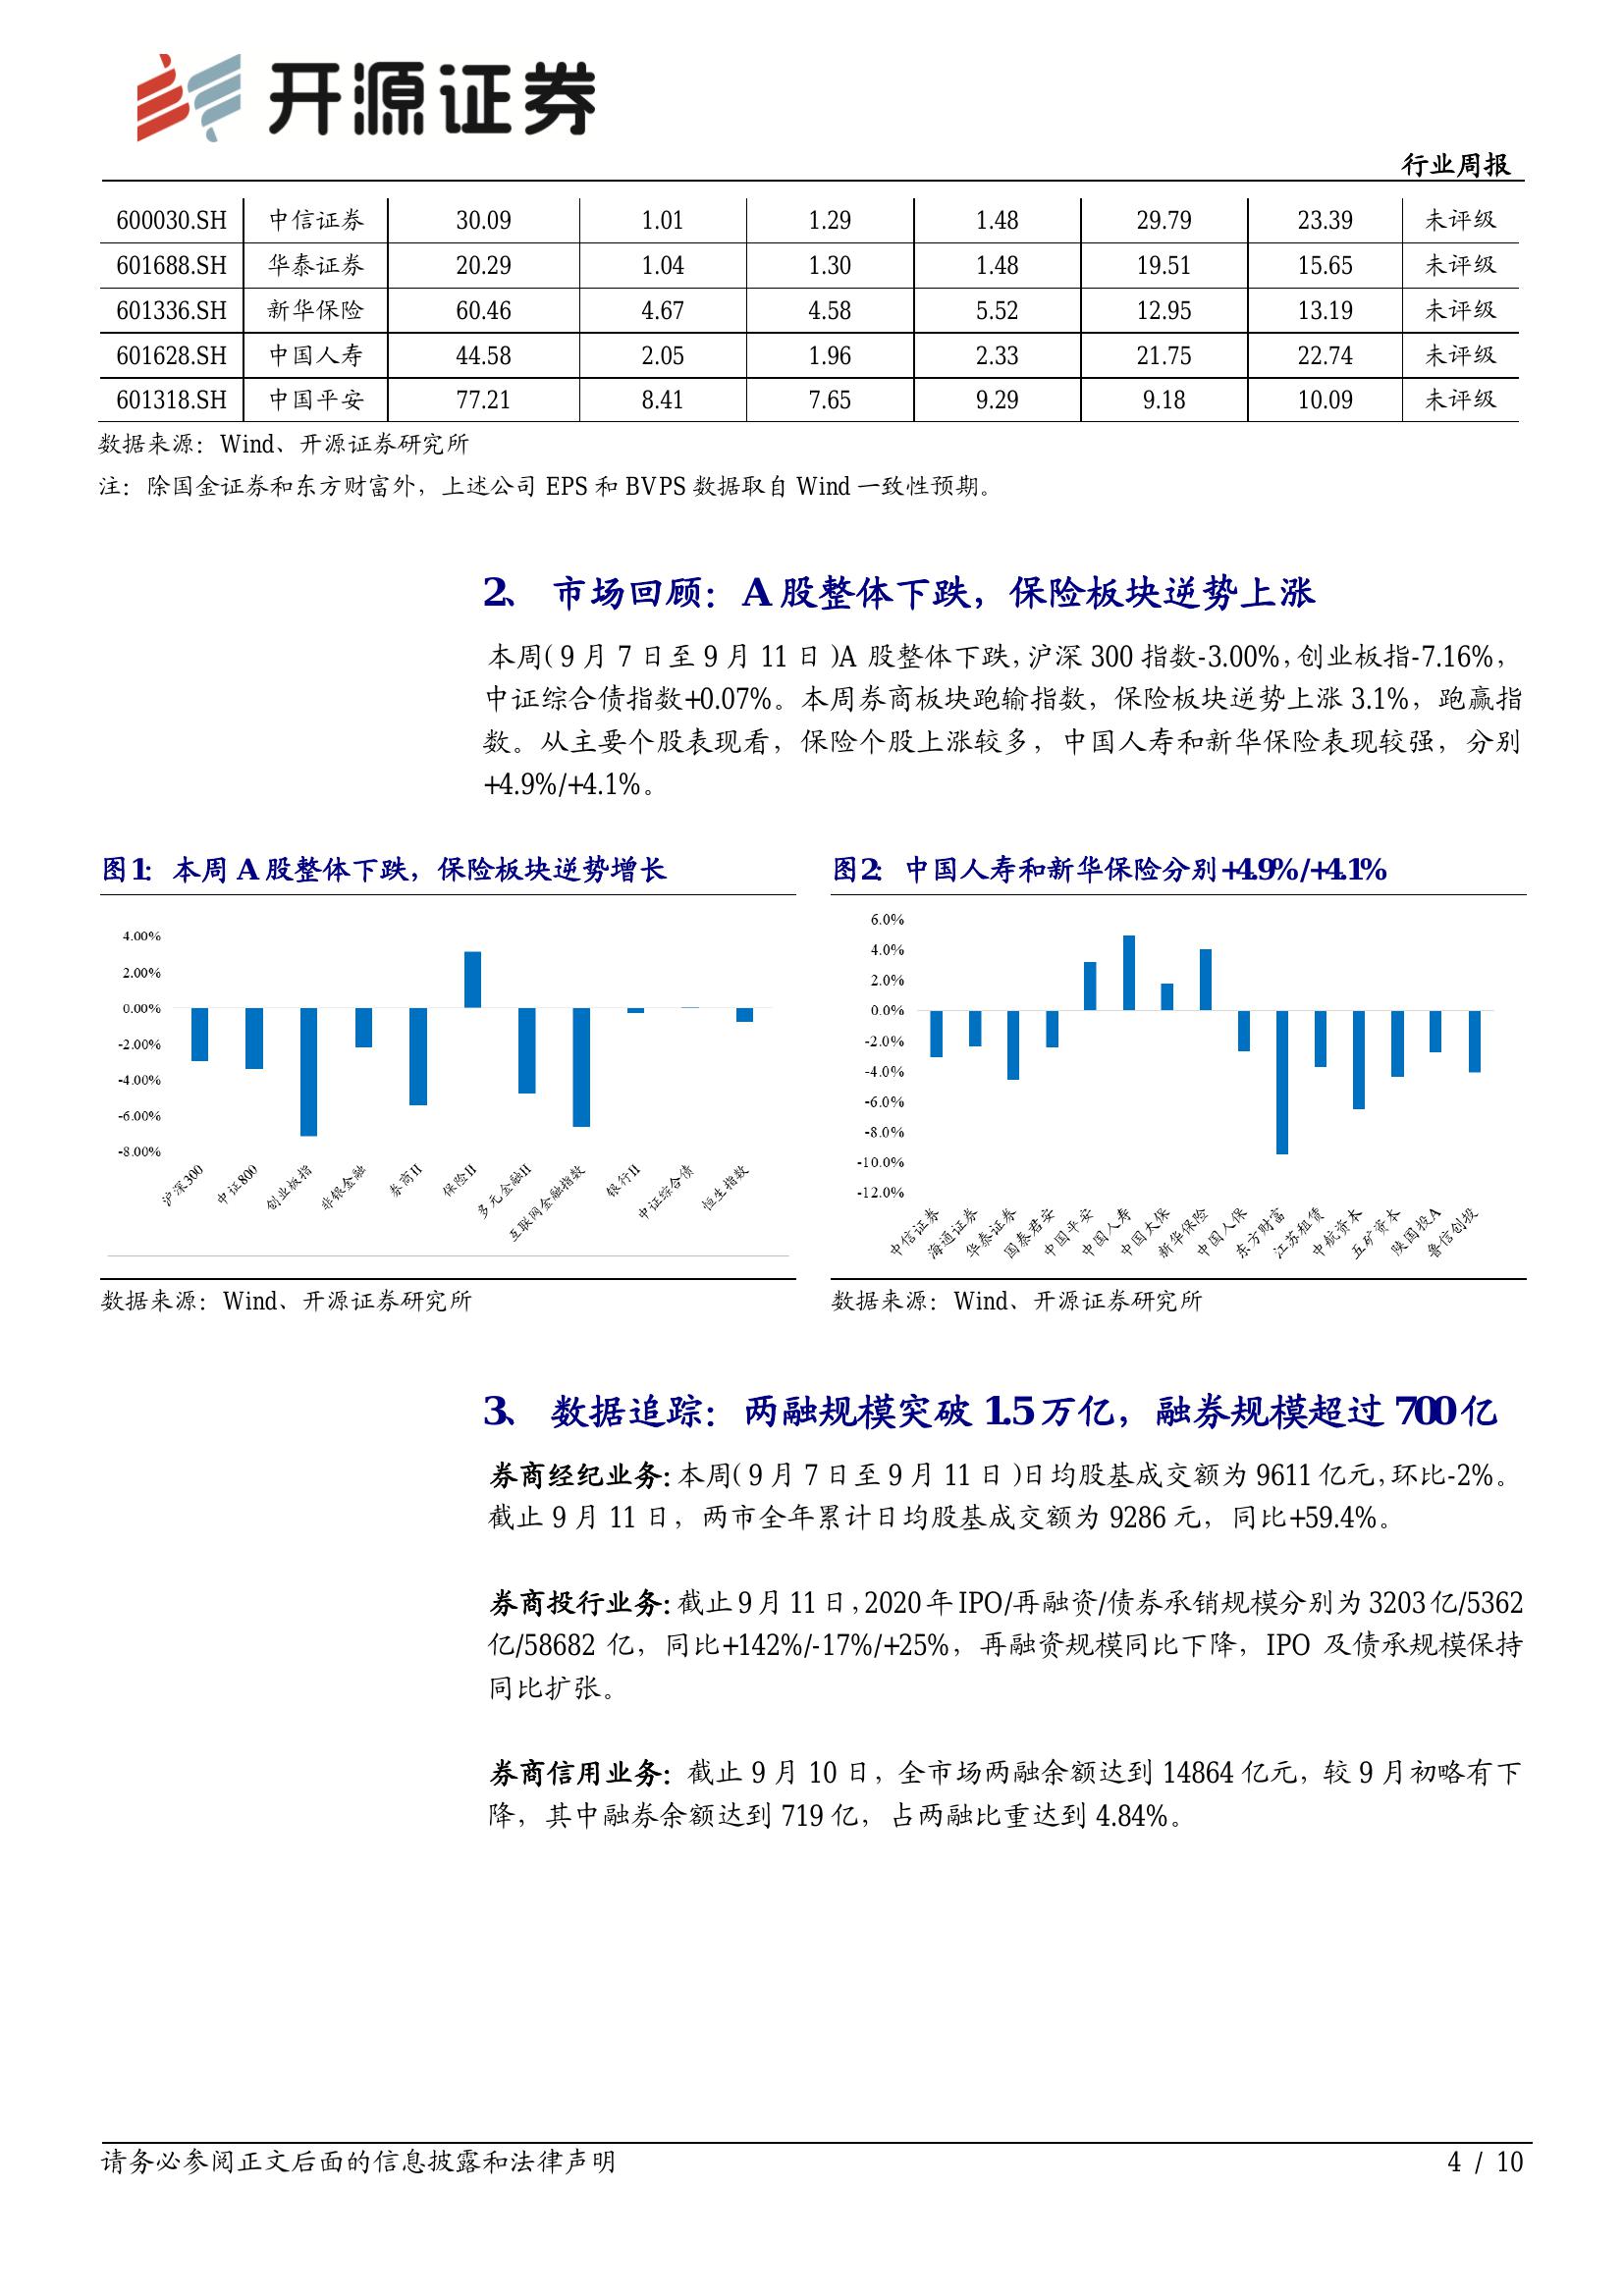 开源证券
行业周报
600030.SH 中信证券 30.09 1.01 1.29 1.48 29.79 23.39 未评级
601688.SH 华泰证券 20.29 1.04 1.30 1.48 19.51 15.65 未评级
601336.SH 新华保险 60.46 4.67 4.58 5.52 12.95 13.19 未评级
601628.SH 中国人寿 44.58 2.05 1.96 2.33 21.75 22.74 未评级
601318.SH 中国平安 77.21 8.41 7.65 9.29 9.18 10.09 未评级
数据来源：Wind、开源证券研究所
注：除国金证券和东方财富外，上述公司 EPS 和 BVPS 数据取自 Wind 一致性预期。
2、 市场回顾：A 股整体下跌，保险板块逆势上涨
本周(9 月 7 日至 9 月 11 日)A 股整体下跌,沪深 300 指数-3.00%,创业板指-7.16%，
中证综合债指数+0.07%。本周券商板块跑输指数，保险板块逆势上涨 3.1%，跑赢指
数。从主要个股表现看，保险个股上涨较多，中国人寿和新华保险表现较强，分别
+4.9%/+4.1%。
图1：本周 A 股整体下跌，保险板块逆势增长
4.00%
2.00%
0.00%
-2.00%
-4.00%
-6.00%
-8.00%
沪深300 中证800 创业板指 非银金融 券商II 保险II 多元金融II 互联网金融指数 银行II 中证综合债 恒生指数
数据来源：Wind、开源证券研究所
图2：中国人寿和新华保险分别+4.9%/+4.1%
6.0%
4.0%
2.0%
0.0%
-2.0%
-4.0%
-6.0%
-8.0%
-10.0%
-12.0%
中信证券 海通证券 华泰证券 国泰君安 中国平安 中国人寿 中国太保 新华保险 中国人保 东方财富 江苏租赁 中航资本 五矿资本 陕国投A 鲁信创投
数据来源：Wind、开源证券研究所
3、 数据追踪：两融规模突破 1.5 万亿，融券规模超过 700 亿
券商经纪业务:本周(9 月 7 日至 9 月 11 日)日均股基成交额为 9611 亿元,环比-2%。
截止 9 月 11 日，两市全年累计日均股基成交额为 9286 元，同比+59.4%。
券商投行业务:截止 9 月 11 日,2020 年 IPO/再融资/债券承销规模分别为 3203 亿/5362
亿/58682 亿，同比+142%/-17%/+25%，再融资规模同比下降，IPO 及债承规模保持
同比扩张。
券商信用业务：截止 9 月 10 日，全市场两融余额达到 14864 亿元，较 9 月初略有下
降，其中融券余额达到 719 亿，占两融比重达到 4.84%。
请务必参阅正文后面的信息披露和法律声明
4 / 10